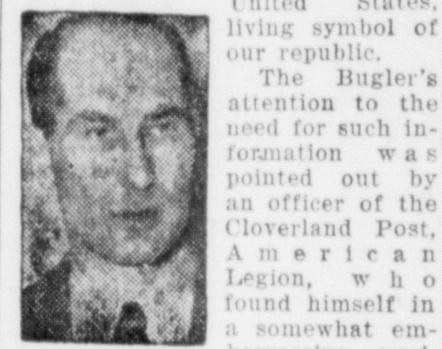 United States,
living symbol of
our republic.
The Bugler's
attention to the
need for such in-
formation was
pointed out by
an officer of the
Cloverland Post,
American
Legion, who
found himself in
a somewhat em-